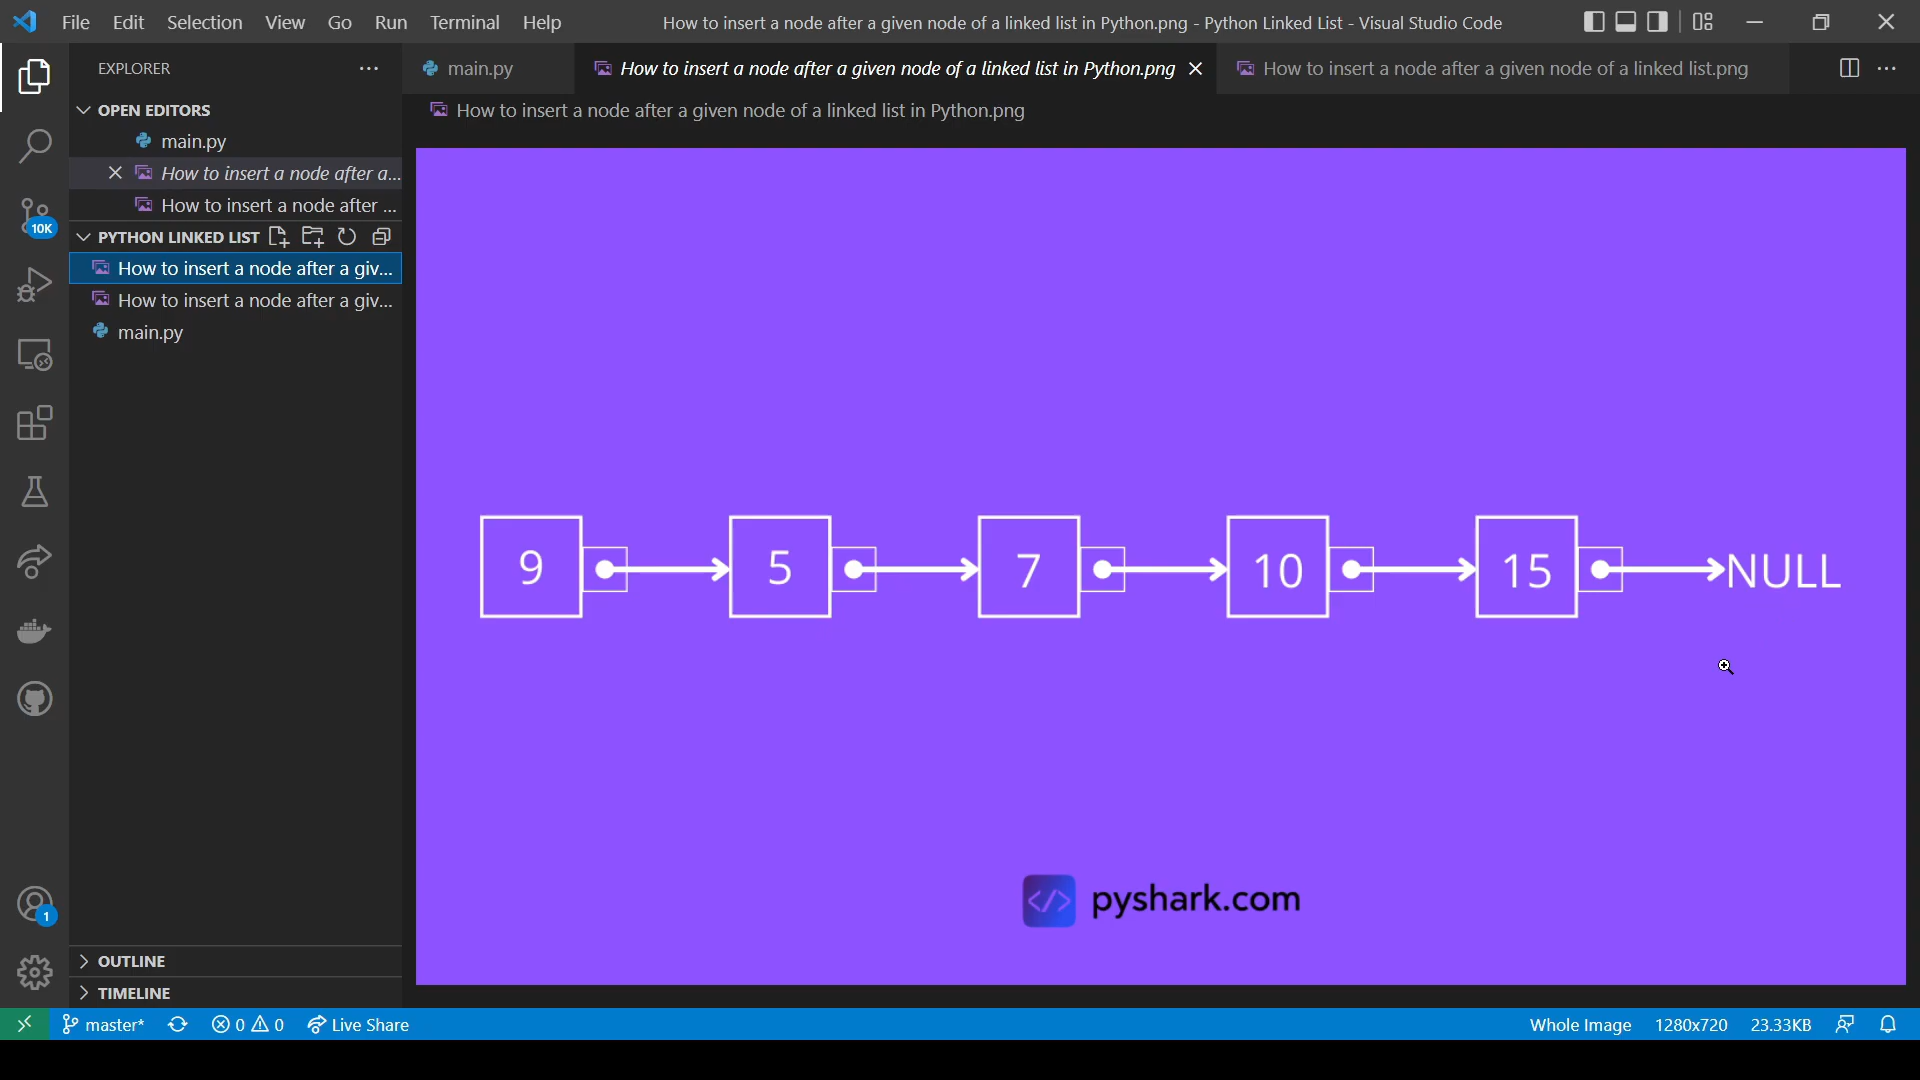 File Edit Selection View Go Run Terminal Help
How to insert a node after a given node of a linked list in Python.png - Python Linked List - Visual Studio Code
EXPLORER
main.py
How to insert a node after a given node of a linked list in Python.png
How to insert a node after a given node of a linked list.png
How to insert a node after a given node of a linked list in Python.png
OPEN EDITORS
main.py
How to insert a node after a...
How to insert a node after ...
10K
PYTHON LINKED LIST
How to insert a node after a giv...
How to insert a node after a giv...
main.py
9 5 7 10 15 NULL
</> pyshark.com
1
OUTLINE
TIMELINE
master* 0 0 Live Share
Whole Image 1280x720 23.33KB